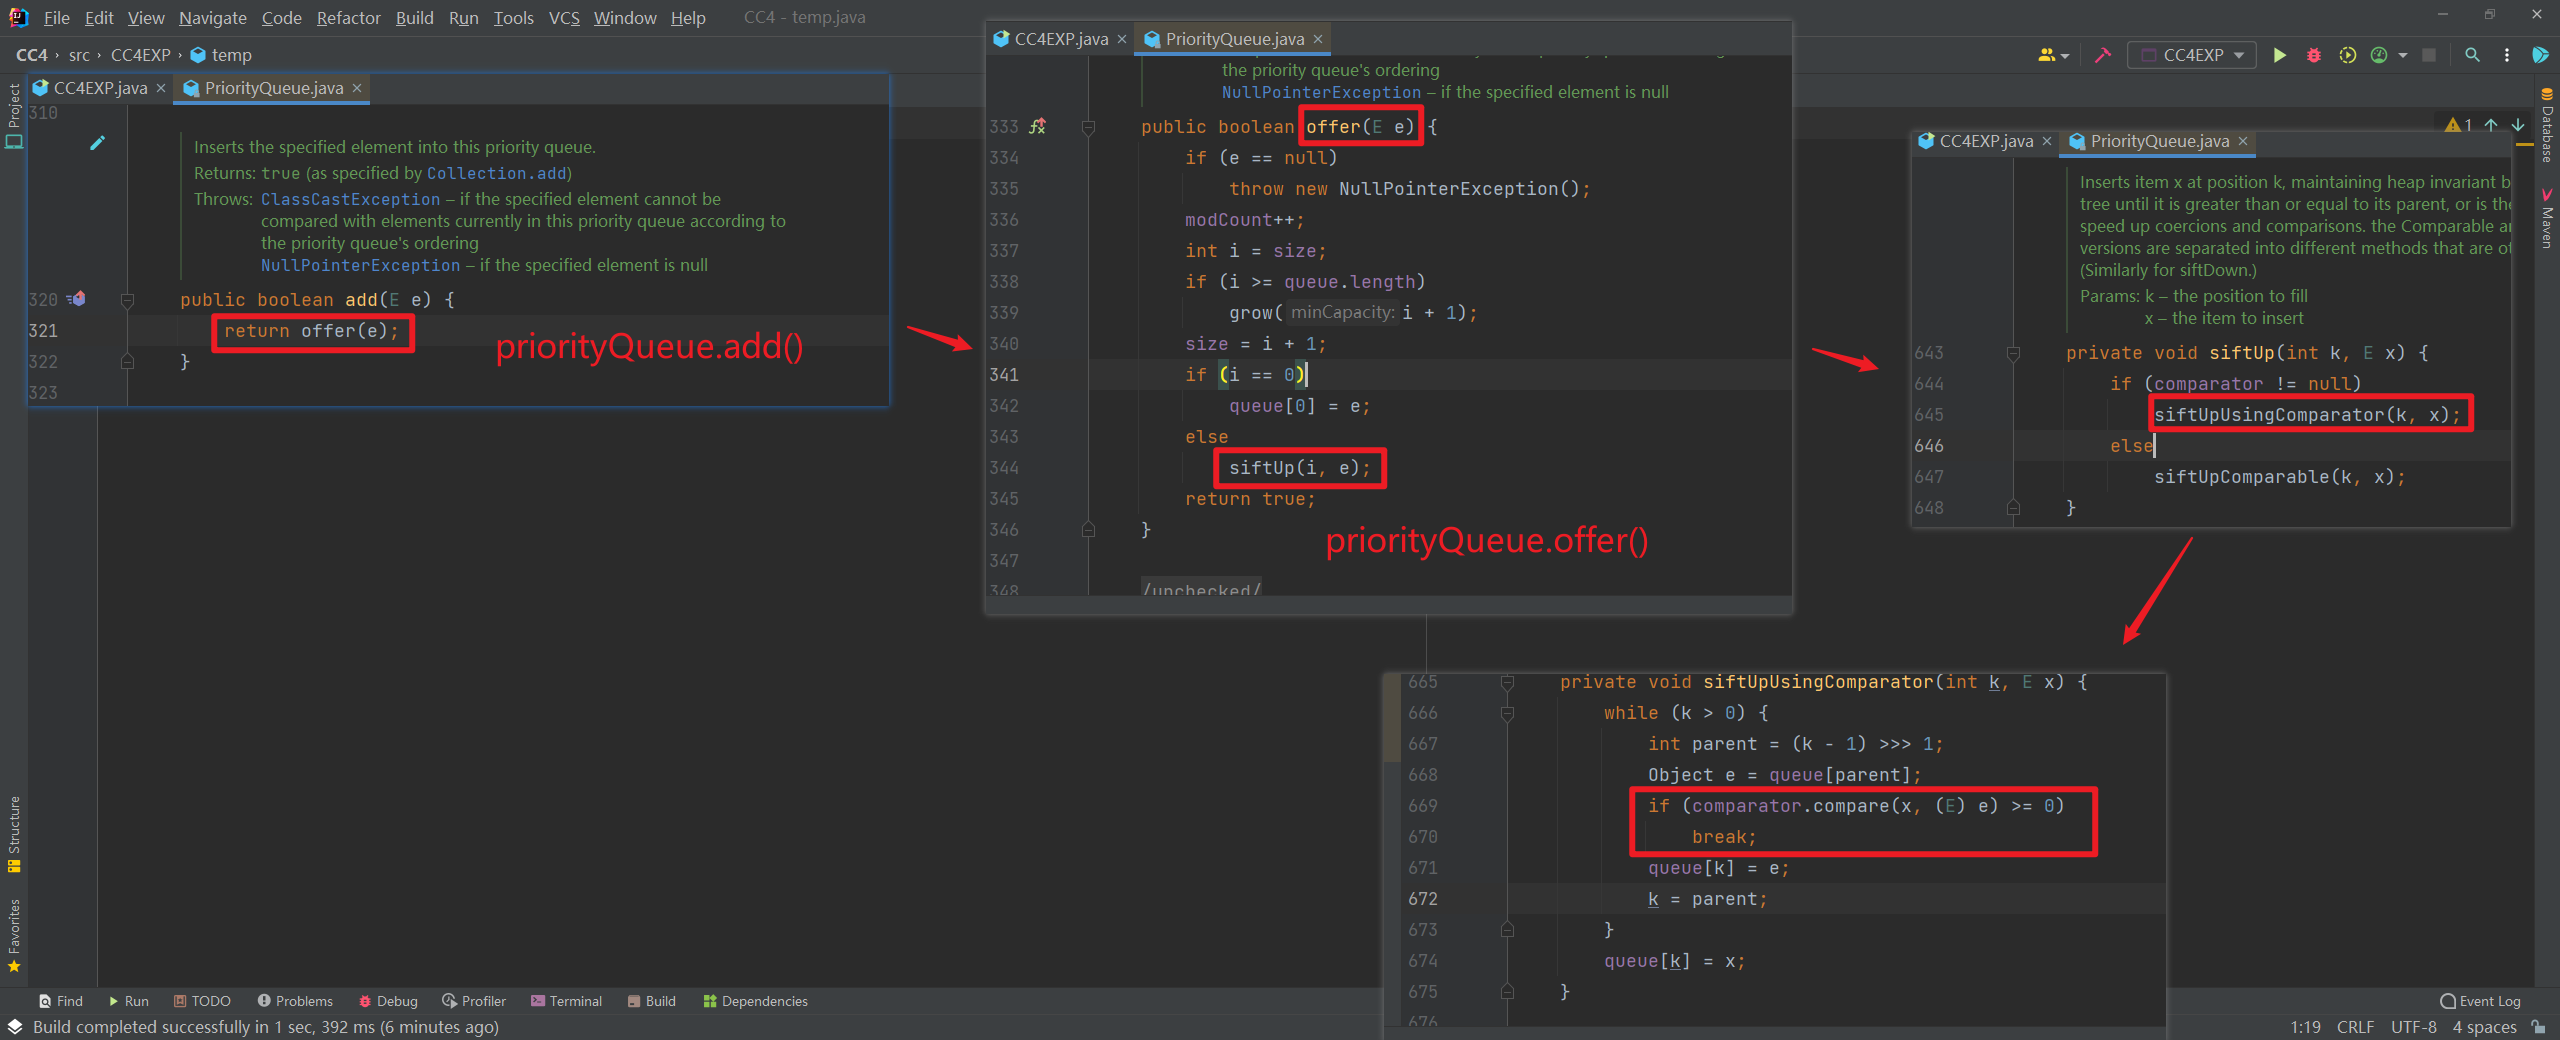 File Edit View Navigate Code Refactor Build Run Tools VCS Window Help CC4 - temp.java
CC4 › src › CC4EXP › temp
CC4EXP
Project
CC4EXP.java × PriorityQueue.java ×
310
Inserts the specified element into this priority queue.
Returns: true (as specified by Collection.add)
Throws: ClassCastException – if the specified element cannot be
compared with elements currently in this priority queue according to
the priority queue's ordering
NullPointerException – if the specified element is null
320 public boolean add(E e) {
321 return offer(e);
322 }
323
priorityQueue.add()
CC4EXP.java × PriorityQueue.java ×
the priority queue's ordering
NullPointerException – if the specified element is null
333 public boolean offer(E e) {
334 if (e == null)
335 throw new NullPointerException();
336 modCount++;
337 int i = size;
338 if (i >= queue.length)
339 grow( minCapacity: i + 1);
340 size = i + 1;
341 if (i == 0)
342 queue[0] = e;
343 else
344 siftUp(i, e);
345 return true;
346 }
347
348 /unchecked/
priorityQueue.offer()
1
CC4EXP.java × PriorityQueue.java ×
Inserts item x at position k, maintaining heap invariant b
tree until it is greater than or equal to its parent, or is the
speed up coercions and comparisons. the Comparable a
versions are separated into different methods that are o
(Similarly for siftDown.)
Params: k – the position to fill
x – the item to insert
643 private void siftUp(int k, E x) {
644 if (comparator != null)
645 siftUpUsingComparator(k, x);
646 else
647 siftUpComparable(k, x);
648 }
Database
Maven
665 private void siftUpUsingComparator(int k, E x) {
666 while (k > 0) {
667 int parent = (k - 1) >>> 1;
668 Object e = queue[parent];
669 if (comparator.compare(x, (E) e) >= 0)
670 break;
671 queue[k] = e;
672 k = parent;
673 }
674 queue[k] = x;
675 }
676
Structure
Favorites
Find Run TODO Problems Debug Profiler Terminal Build Dependencies Event Log
Build completed successfully in 1 sec, 392 ms (6 minutes ago) 1:19 CRLF UTF-8 4 spaces